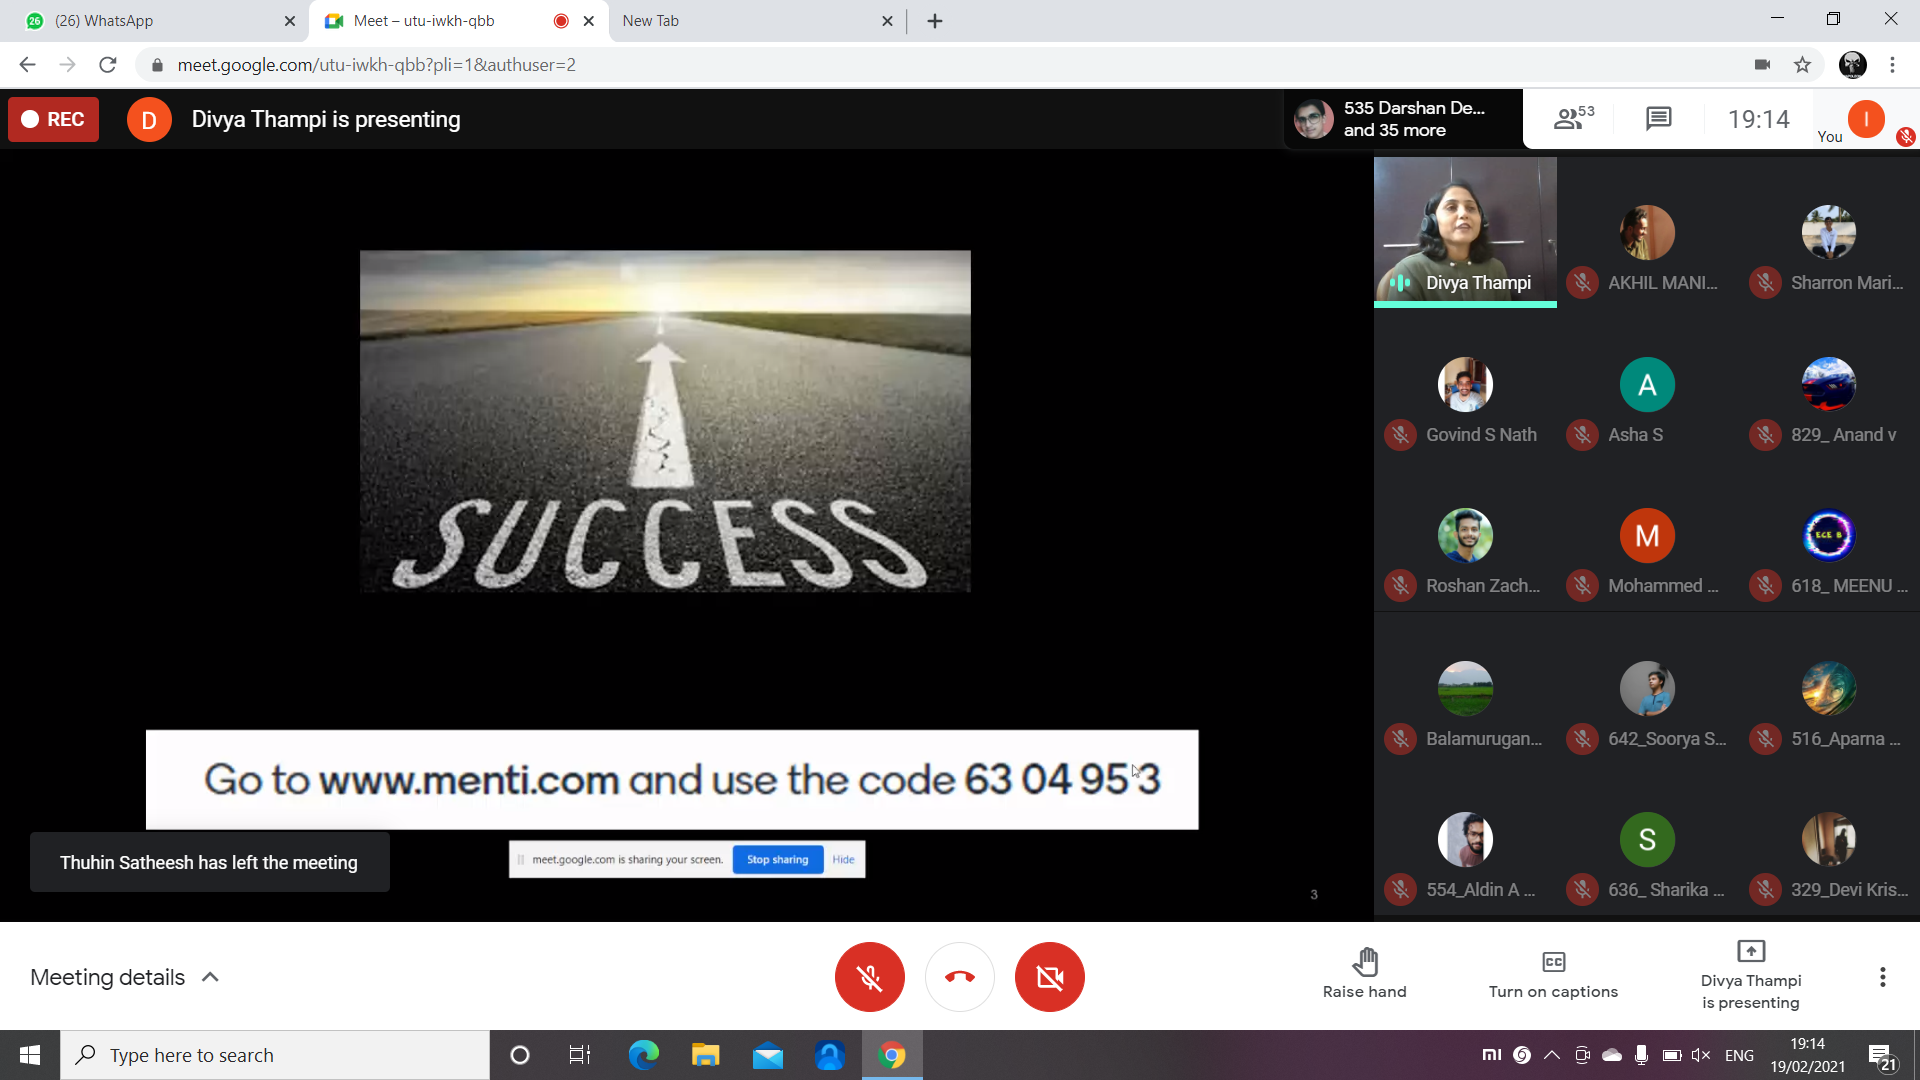 (26) WhatsApp
Meet – utu-iwkh-qbb
New Tab
meet.google.com/utu-iwkh-qbb?pli=1&authuser=2
REC
D
Divya Thampi is presenting
535 Darshan De...
and 35 more
53
19:14
You
I
Divya Thampi
AKHIL MANI...
Sharron Mari...
Govind S Nath
A
Asha S
829_ Anand v
Roshan Zach...
M
Mohammed ...
ECE B
618_ MEENU ...
Balamurugan...
642_Soorya S...
516_Aparna ...
554_Aldin A ...
S
636_ Sharika ...
329_Devi Kris...
SUCCESS
Go to www.menti.com and use the code 63 04 95 3
Thuhin Satheesh has left the meeting
meet.google.com is sharing your screen.
Stop sharing
Hide
3
Meeting details
Raise hand
CC
Turn on captions
Divya Thampi
is presenting
Type here to search
ENG
19:14
19/02/2021
21